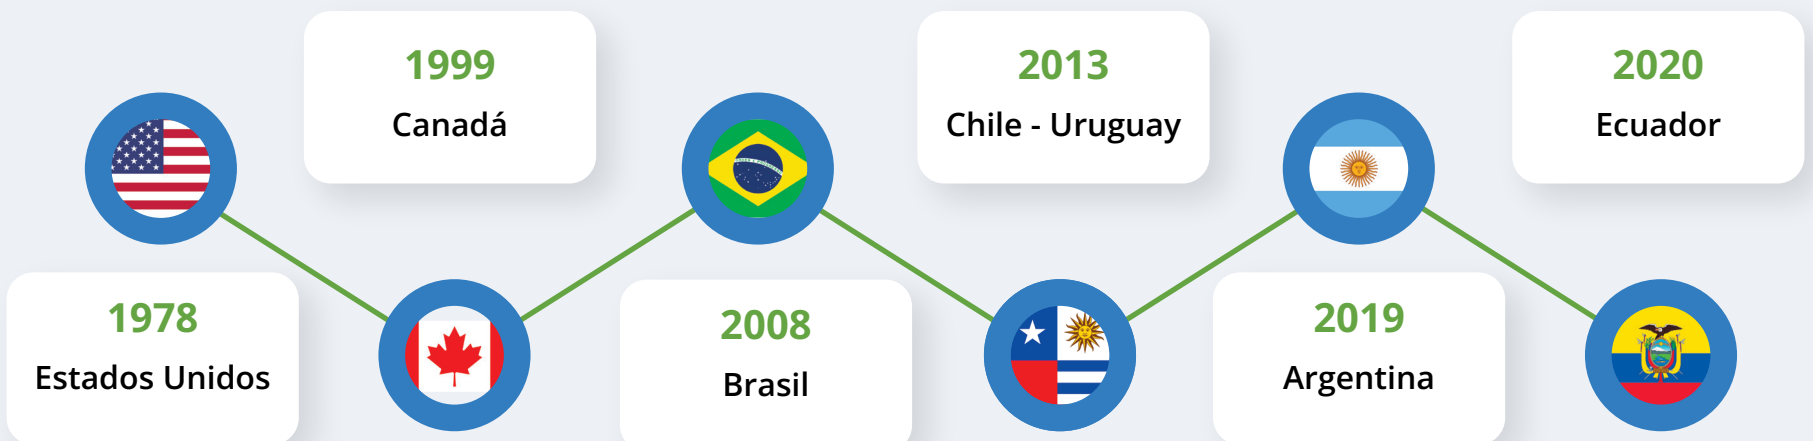 1978
Estados Unidos
1999
Canadá
2008
Brasil
2013
Chile - Uruguay
2019
Argentina
2020
Ecuador